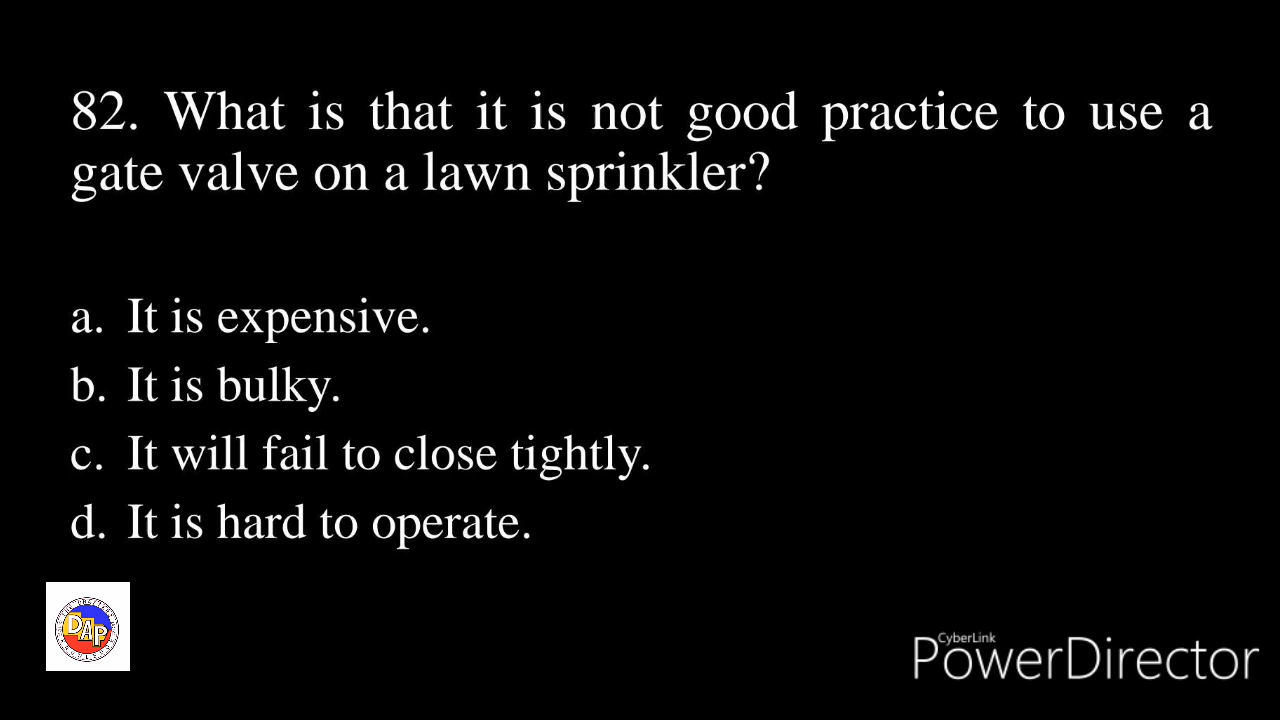 82. What is that it is not good practice to use a
gate valve on a lawn sprinkler?
a. It is expensive.
b. It is bulky.
c. It will fail to close tightly.
d. It is hard to operate.
DAP
CyberLink
PowerDirector